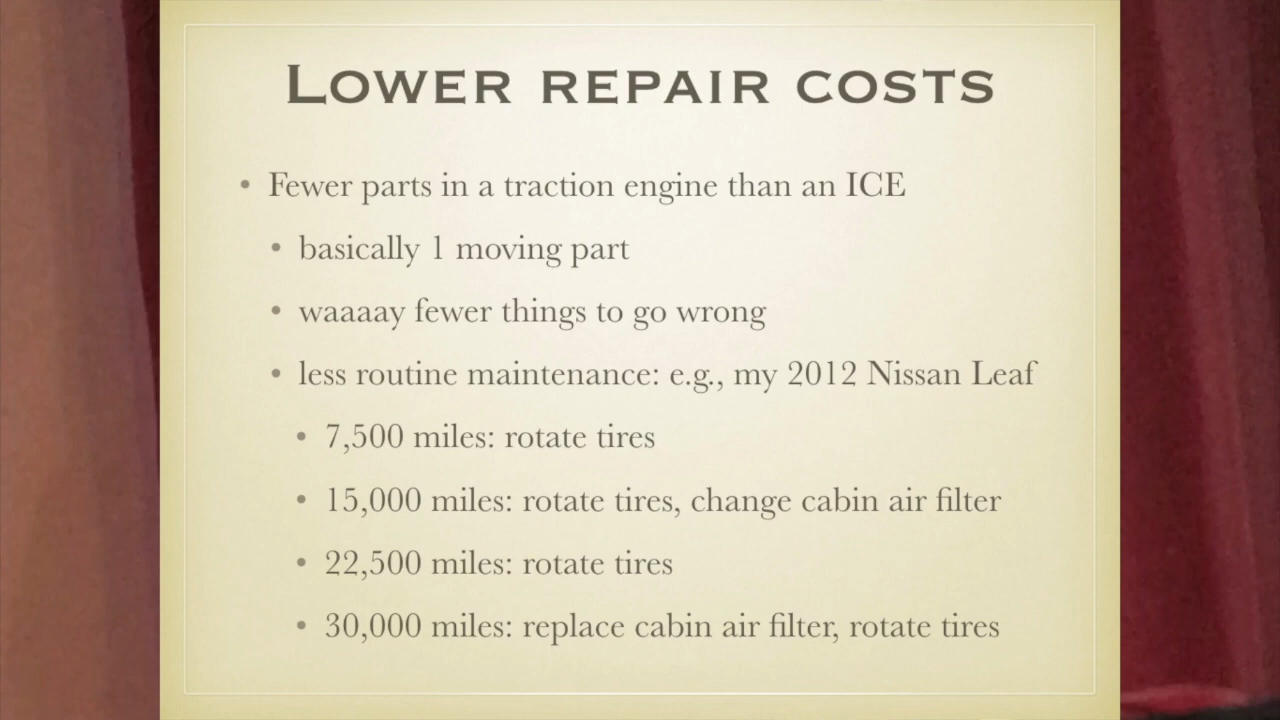 LOWER REPAIR COSTS
• Fewer parts in a traction engine than an ICE
• basically 1 moving part
• waaaay fewer things to go wrong
• less routine maintenance: e.g., my 2012 Nissan Leaf
• 7,500 miles: rotate tires
• 15,000 miles: rotate tires, change cabin air filter
• 22,500 miles: rotate tires
• 30,000 miles: replace cabin air filter, rotate tires